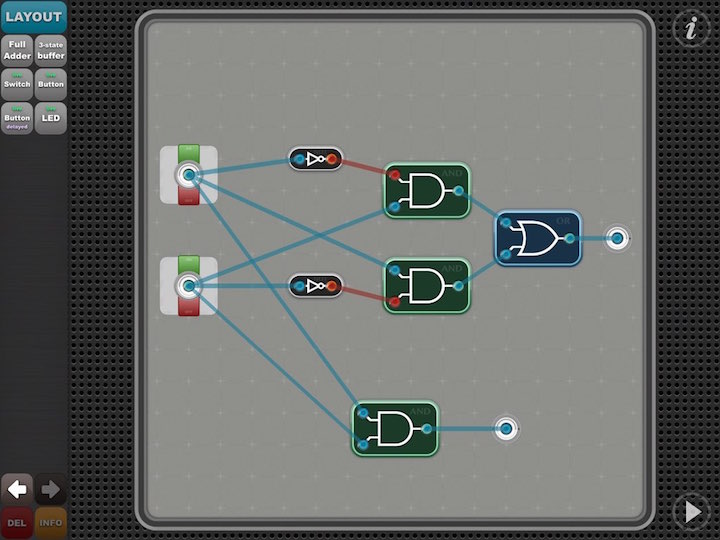 LAYOUT
Full
Adder
3-state
buffer
Switch
Button
Button
delayed
LED
AND
OR
AND
AND
i
DEL
INFO